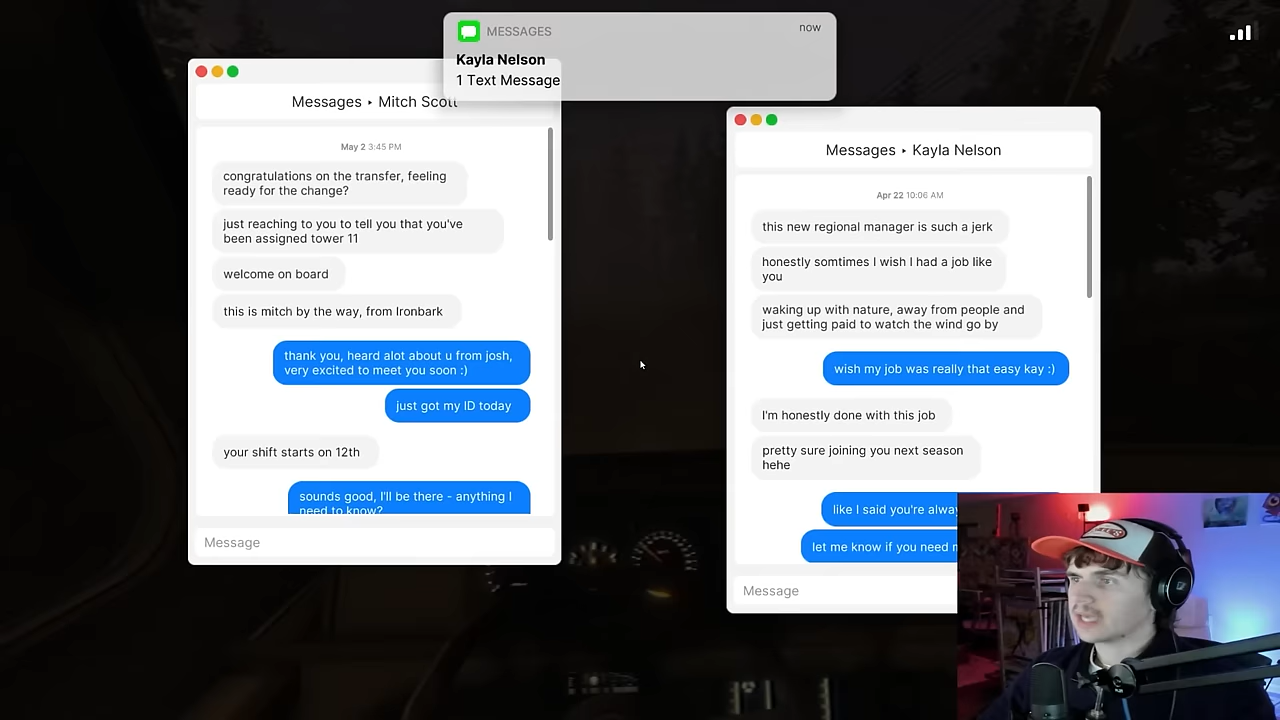 MESSAGES
now
Kayla Nelson
1 Text Message
Messages ‣ Mitch Scott
May 2 3:45 PM
congratulations on the transfer, feeling
ready for the change?
just reaching to you to tell you that you've
been assigned tower 11
welcome on board
this is mitch by the way, from Ironbark
thank you, heard alot about u from josh,
very excited to meet you soon :)
just got my ID today
your shift starts on 12th
sounds good, I'll be there - anything I
need to know?
Message
Messages ‣ Kayla Nelson
Apr 22 10:06 AM
this new regional manager is such a jerk
honestly somtimes I wish I had a job like
you
waking up with nature, away from people and
just getting paid to watch the wind go by
wish my job was really that easy kay :)
I'm honestly done with this job
pretty sure joining you next season
hehe
like I said you're
let me know if you need
Message